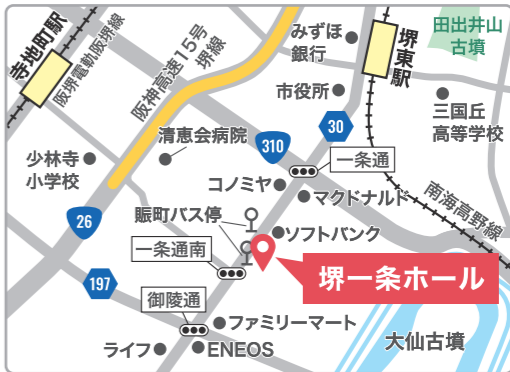 みずほ
銀行
田出井山
古墳
堺東駅
寺地町駅
阪堺電軌阪堺線
阪神高速15号
堺線
市役所
30
三国丘
高等学校
清恵会病院
310
一条通
少林寺
小学校
コノミヤ
マクドナルド
南海高野線
26
賑町バス停
ソフトバンク
一条通南
堺一条ホール
197
御陵通
ファミリーマート
大仙古墳
ライフ
ENEOS